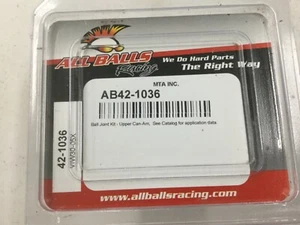 ALL BALLS
Racing
We Do Hard Parts
The Right Way
MTA INC.
AB42-1036
Ball Joint Kit - Upper Can Am, See Catalog for application data
42-1036
www.allballsracing.com